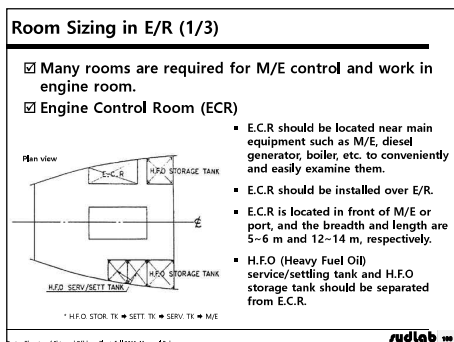 Room Sizing in E/R (1/3)
☑ Many rooms are required for M/E control and work in
engine room.
☑ Engine Control Room (ECR)
Plan view
E.C.R
H.F.O STORAGE TANK
H.F.O STORAGE TANK
H.F.O SERV/SETT TANK
* H.F.O. STOR. TK ➡ SETT. TK ➡ SERV. TK ➡ M/E
▪ E.C.R should be located near main
equipment such as M/E, diesel
generator, boiler, etc. to conveniently
and easily examine them.
▪ E.C.R should be installed over E/R.
▪ E.C.R is located in front of M/E or
port, and the breadth and length are
5~6 m and 12~14 m, respectively.
▪ H.F.O (Heavy Fuel Oil)
service/settling tank and H.F.O
storage tank should be separated
from E.C.R.
sudlab